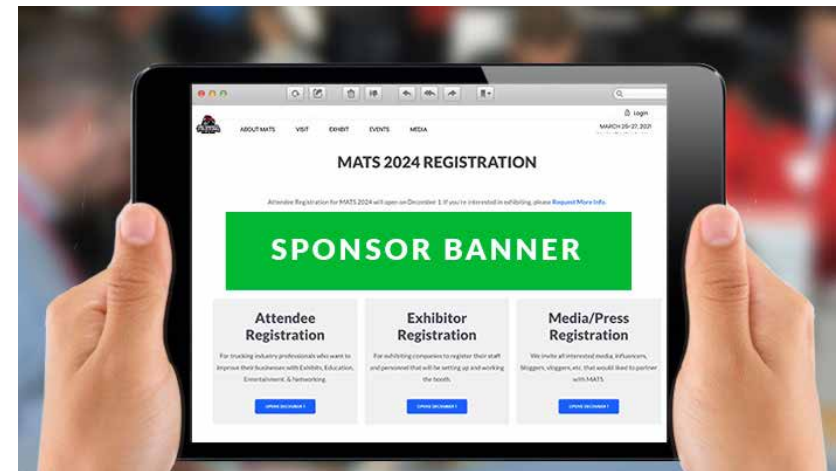 Login
ABOUT MATS VISIT EXHIBIT EVENTS MEDIA
MARCH 25-27, 2021
MATS 2024 REGISTRATION
Attendee Registration for MATS 2024 will open on December 1. If you're interested in exhibiting, please Request More Info.
SPONSOR BANNER
Attendee
Registration
For trucking industry professionals who want to
improve their businesses with Exhibits, Education,
Entertainment, & Networking.
OPENS DECEMBER 1
Exhibitor
Registration
For exhibiting companies to register their staff
and personnel that will be setting up and working
the booth.
OPENS DECEMBER 1
Media/Press
Registration
We invite all interested media, influencers,
bloggers, vloggers, etc. that would liked to partner
with MATS.
OPENS DECEMBER 1